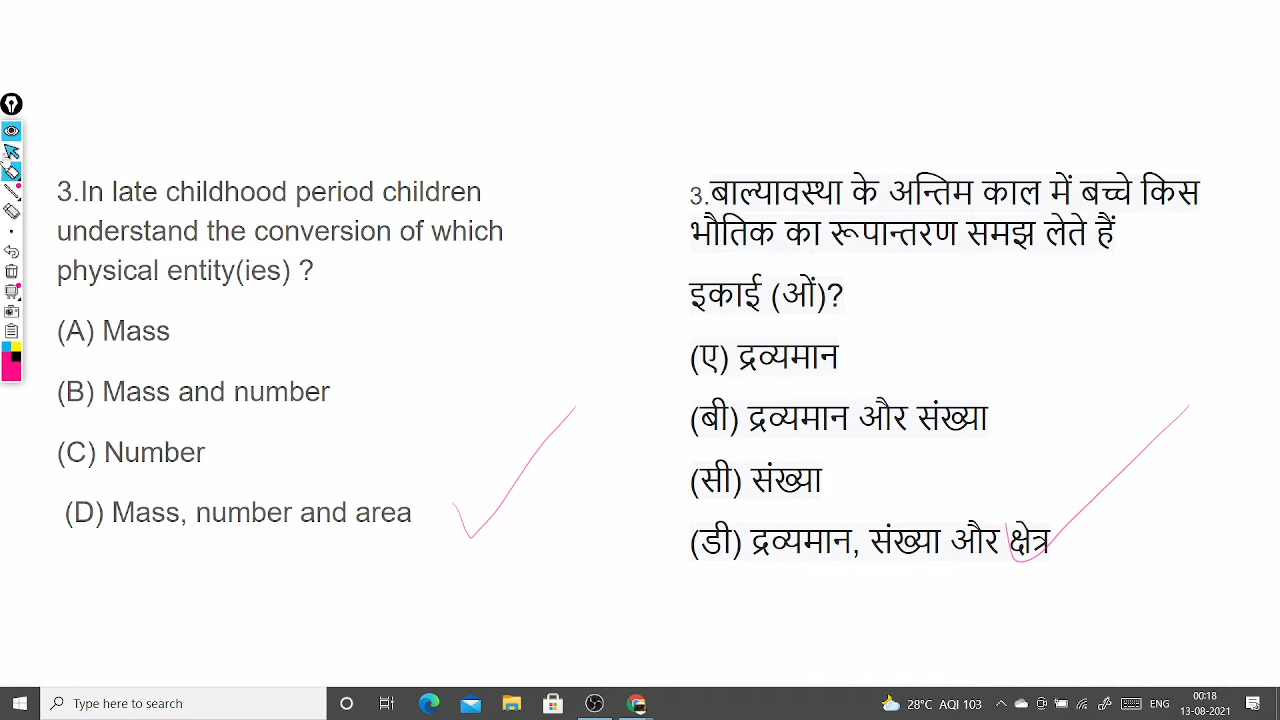 3.In late childhood period children
understand the conversion of which
physical entity(ies) ?
(A) Mass
(B) Mass and number
(C) Number
(D) Mass, number and area
3.बाल्यावस्था के अन्तिम काल में बच्चे किस
भौतिक का रूपान्तरण समझ लेते हैं
इकाई (ओं)?
(ए) द्रव्यमान
(बी) द्रव्यमान और संख्या
(सी) संख्या
(डी) द्रव्यमान, संख्या और क्षेत्र
Type here to search
28°C AQI 103
ENG
00:18
13-08-2021